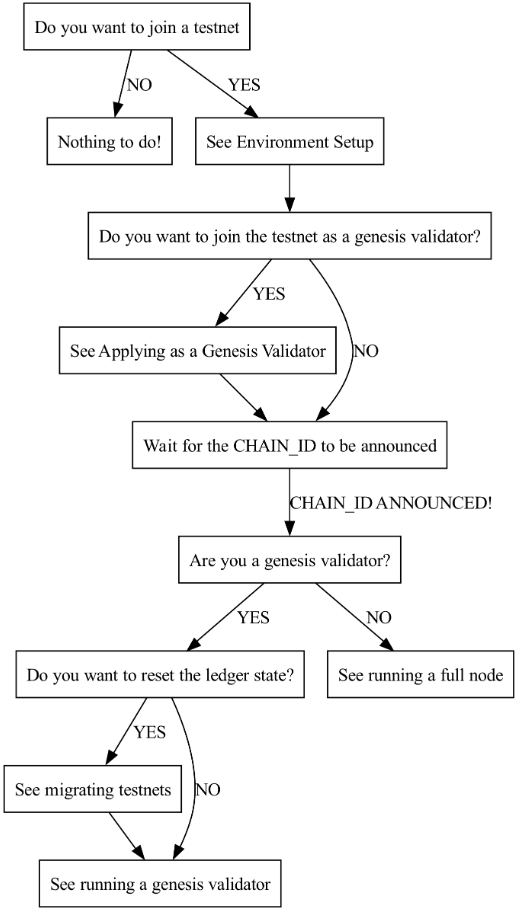 Do you want to join a testnet
NO
YES
Nothing to do!
See Environment Setup
Do you want to join the testnet as a genesis validator?
YES
See Applying as a Genesis Validator
NO
Wait for the CHAIN_ID to be announced
CHAIN_ID ANNOUNCED!
Are you a genesis validator?
YES
NO
Do you want to reset the ledger state?
See running a full node
YES
See migrating testnets
NO
See running a genesis validator